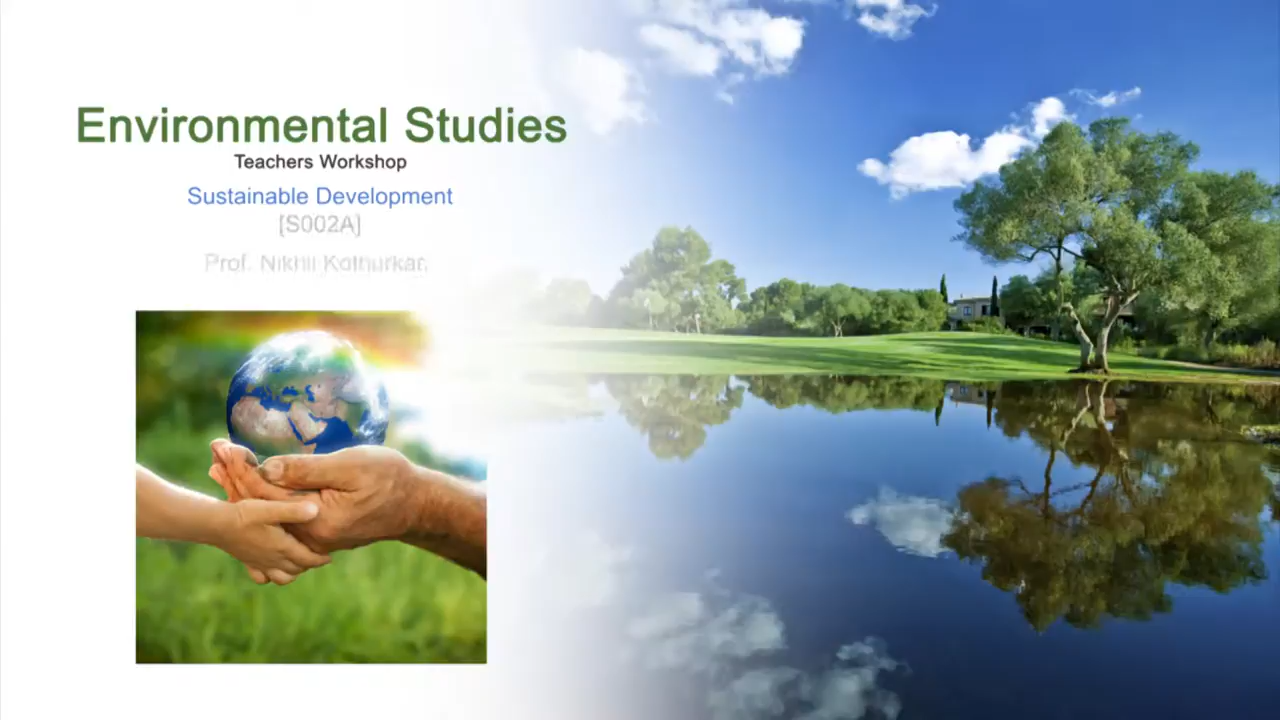 Environmental Studies
Teachers Workshop
Sustainable Development
[S002A]
Prof. Nikhil Kothurkar